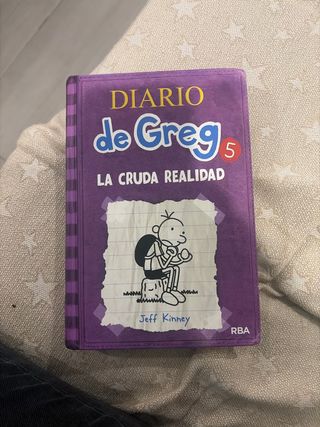 DIARIO
de Greg 5
LA CRUDA REALIDAD
Jeff Kinney
RBA